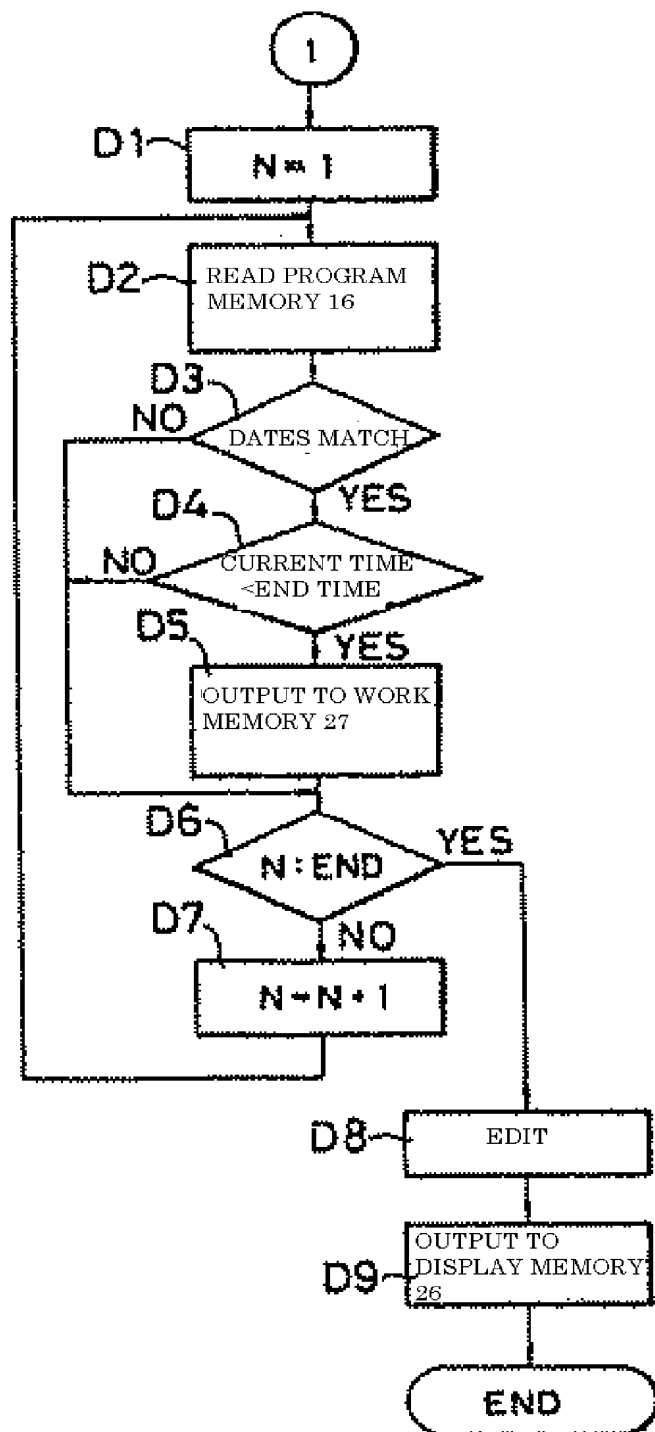 1
D1
N = 1
D2
READ PROGRAM
MEMORY 16
D3
NO
DATES MATCH
YES
D4
NO
CURRENT TIME
<END TIME
YES
D5
OUTPUT TO WORK
MEMORY 27
D6
N : END
YES
NO
D7
N - N + 1
D8
EDIT
OUTPUT TO
DISPLAY MEMORY
D9
26
END